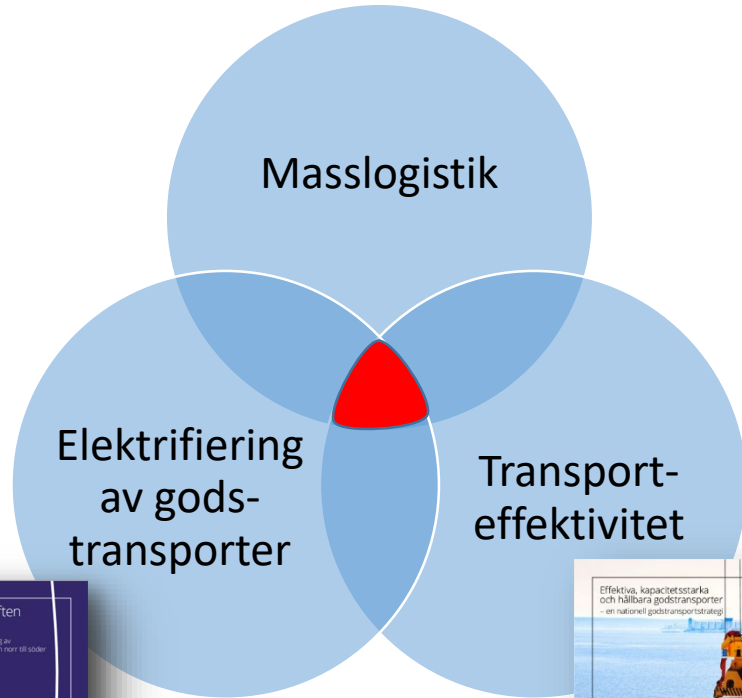 Masslogistik
Elektrifiering
av gods-
transporter
Transport-
effektivitet
ften
g av
n norr till söder
Effektiva, kapacitetsstarka
och hållbara godstransporter
– en nationell godstransportstrategi